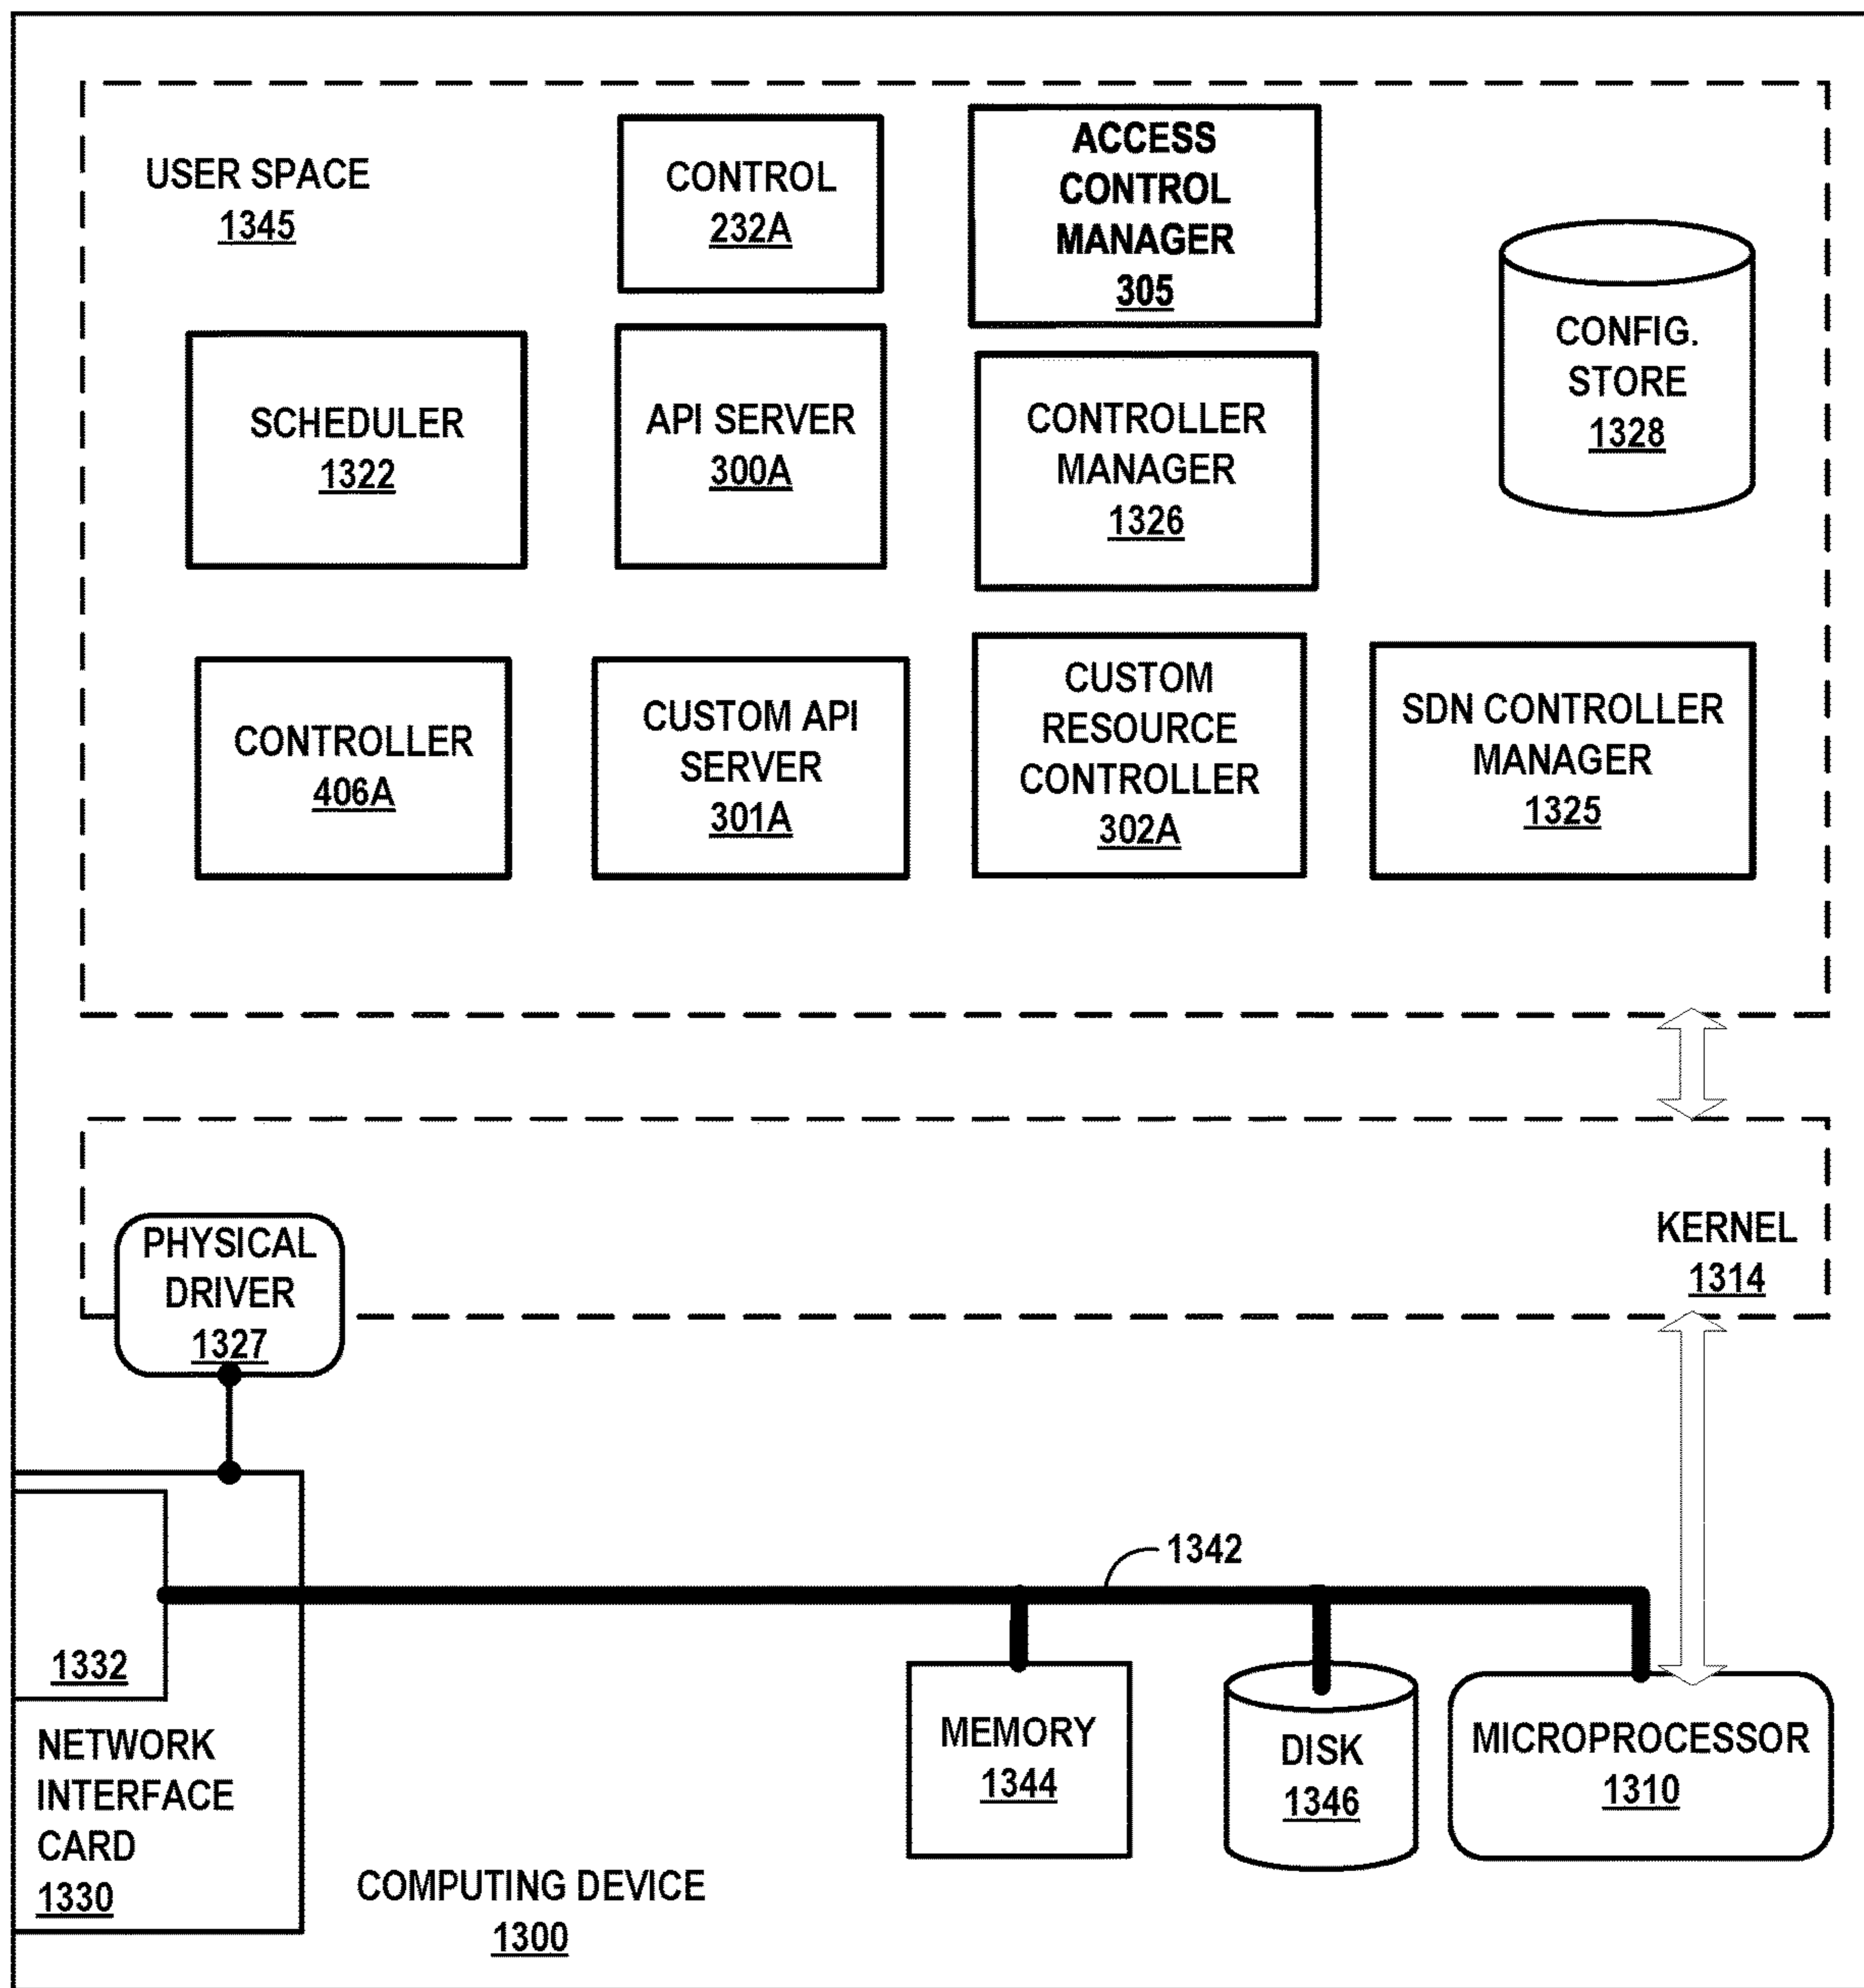 USER SPACE
1345
CONTROL
232A
ACCESS
CONTROL
MANAGER
305
CONFIG.
STORE
1328
SCHEDULER
1322
API SERVER
300A
CONTROLLER
MANAGER
1326
CONTROLLER
406A
CUSTOM API
SERVER
301A
CUSTOM
RESOURCE
CONTROLLER
302A
SDN CONTROLLER
MANAGER
1325
KERNEL
1314
PHYSICAL
DRIVER
1327
1342
1332
NETWORK
INTERFACE
CARD
1330
MEMORY
1344
DISK
1346
MICROPROCESSOR
1310
COMPUTING DEVICE
1300